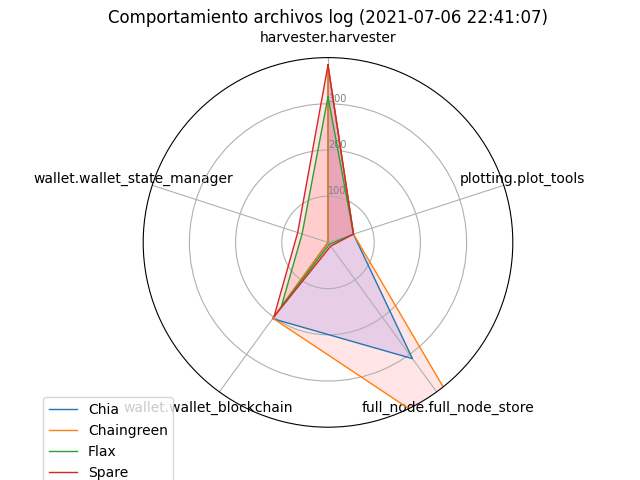 Comportamiento archivos log (2021-07-06 22:41:07)
harvester.harvester
300
200
wallet.wallet_state_manager
plotting.plot_tools
100
wallet.wallet_blockchain
full_node.full_node_store
Chia
Chaingreen
Flax
Spare